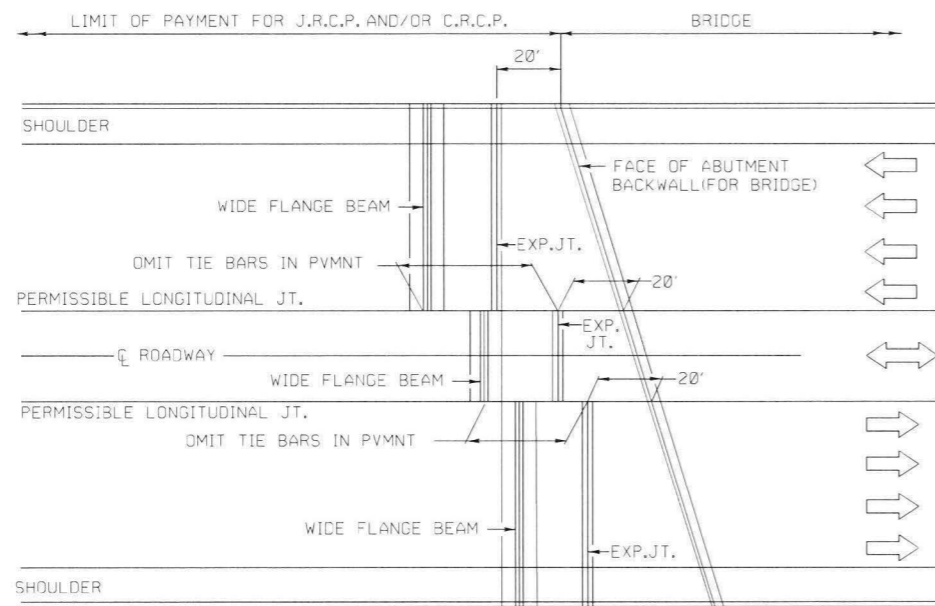 LIMIT OF PAYMENT FOR J.R.C.P. AND/OR C.R.C.P.
BRIDGE
20'
SHOULDER
FACE OF ABUTMENT
BACKWALL(FOR BRIDGE)
WIDE FLANGE BEAM
EXP.JT.
OMIT TIE BARS IN PVMNT
20'
PERMISSIBLE LONGITUDINAL JT.
EXP.
JT.
℄ ROADWAY
WIDE FLANGE BEAM
20'
PERMISSIBLE LONGITUDINAL JT.
OMIT TIE BARS IN PVMNT
WIDE FLANGE BEAM
EXP.JT.
SHOULDER